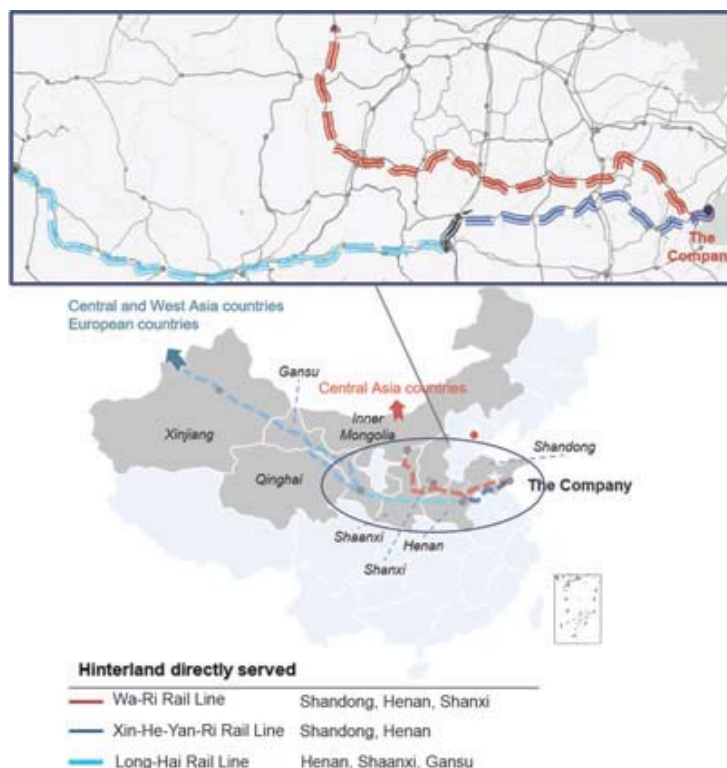 The
Compan
Central and West Asia countries
European countries
Gansu
Central Asia countries
Inner
Mongolia
Xinjiang
Shandong
Qinghai
The Company
Shaanxi
Henan
Shanxi
Hinterland directly served
Wa-Ri Rail Line Shandong, Henan, Shanxi
Xin-He-Yan-Ri Rail Line Shandong, Henan
Long-Hai Rail Line Henan, Shaanxi, Gansu